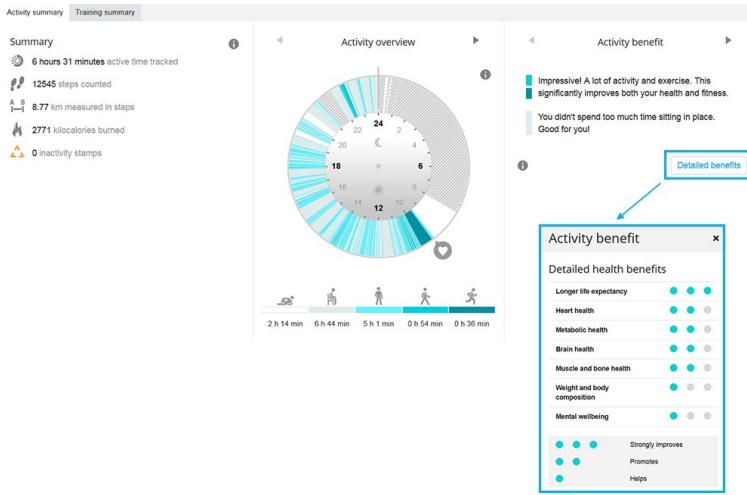 Activity summary
Training summary
Summary
6 hours 31 minutes active time tracked
12545 steps counted
A B
8.77 km measured in steps
2771 kilocalories burned
0 inactivity stamps
Activity overview
24
22 2
20 4
18 6
16 8
14 10
12
2 h 14 min 6 h 44 min 5 h 1 min 0 h 54 min 0 h 36 min
Activity benefit
Impressive! A lot of activity and exercise. This
significantly improves both your health and fitness.
You didn't spend too much time sitting in place.
Good for you!
Detailed benefits
Activity benefit ×
Detailed health benefits
Longer life expectancy
Heart health
Metabolic health
Brain health
Muscle and bone health
Weight and body
composition
Mental wellbeing
Strongly improves
Promotes
Helps